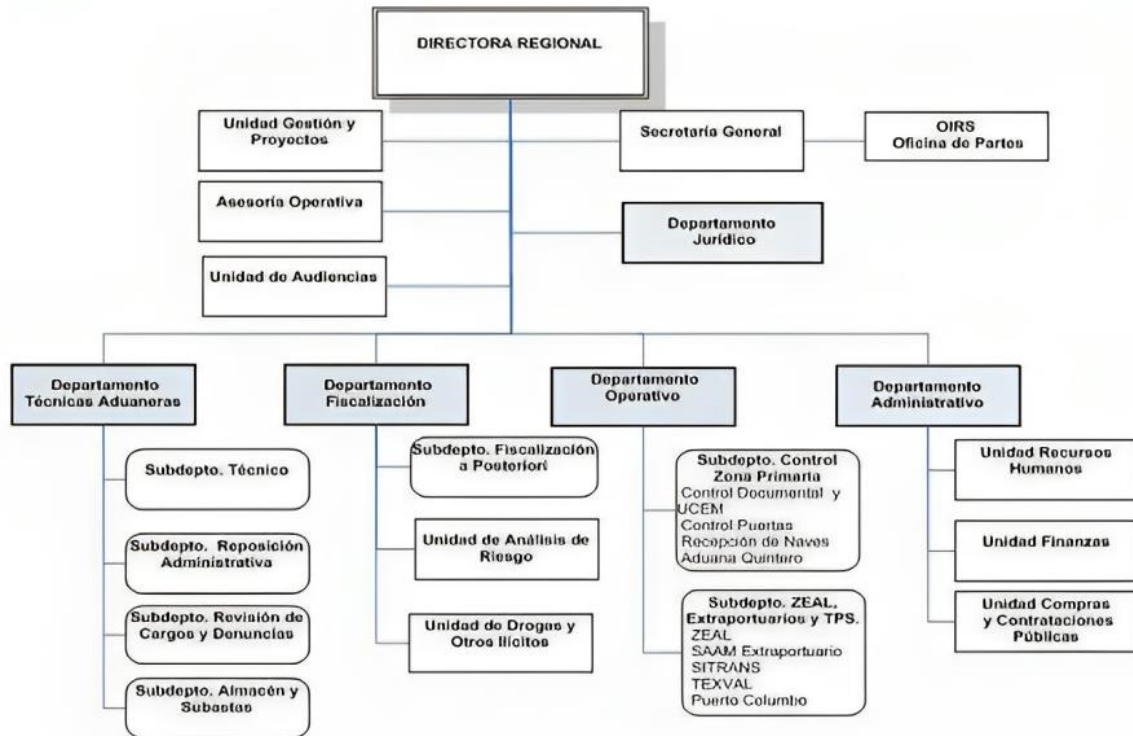 DIRECTORA REGIONAL
Unidad Gestión y
Proyectos
Secretaría General
OIRS
Oficina de Partes
Asesoría Operativa
Departamento
Jurídico
Unidad de Audiencias
Departamento
Técnicas Aduaneras
Departamento
Fiscalización
Departamento
Operativo
Departamento
Administrativo
Subdepto. Técnico
Subdepto. Reposición
Administrativa
Subdepto. Revisión de
Cargos y Denuncias
Subdepto. Almacén y
Subastas
Subdepto. Fiscalización
a Posteriori
Unidad de Análisis de
Riesgo
Unidad de Drogas y
Otros Ilícitos
Subdepto. Control
Zona Primaria
Control Documental y
UCEM
Control Puertas
Recepción de Naves
Aduana Quintero
Subdepto. ZEAL,
Extraportuarios y TPS.
ZEAL
SAAM Extraportuario
SITRANS
TEXVAL
Puerto Columbo
Unidad Recursos
Humanos
Unidad Finanzas
Unidad Compras
y Contrataciones
Públicas